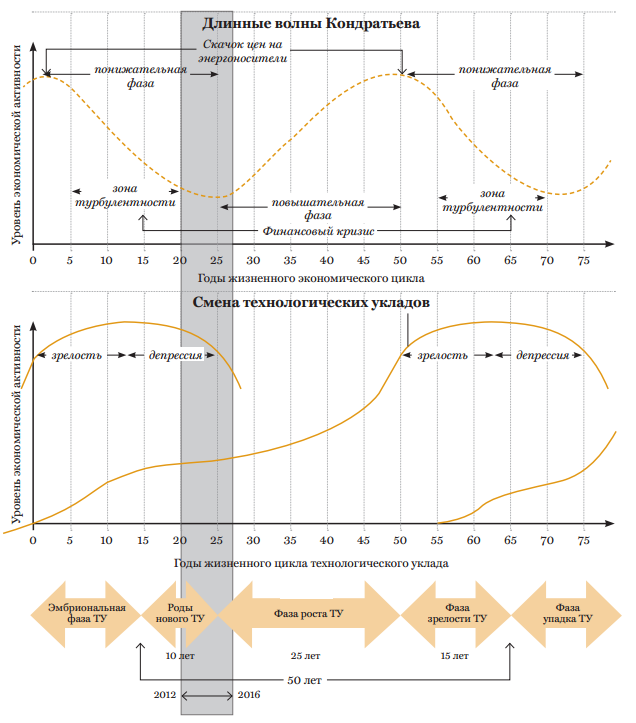 Длинные волны Кондратьева
Уровень экономической активности
Скачок цен на
энергоносители
понижательная
фаза
понижательная
фаза
зона
турбулентности
повышательная
фаза
зона
турбулентности
Финансовый кризис
0 5 10 15 20 25 30 35 40 45 50 55 60 65 70 75
Годы жизненного экономического цикла
Смена технологических укладов
Уровень экономической активности
зрелость депрессия зрелость депрессия
0 5 10 15 20 25 30 35 40 45 50 55 60 65 70 75
Годы жизненного цикла технологического уклада
Эмбриональная
фаза ТУ
Роды
нового ТУ
Фаза роста ТУ
Фаза
зрелости ТУ
Фаза
упадка ТУ
10 лет 25 лет 15 лет
50 лет
2012 2016